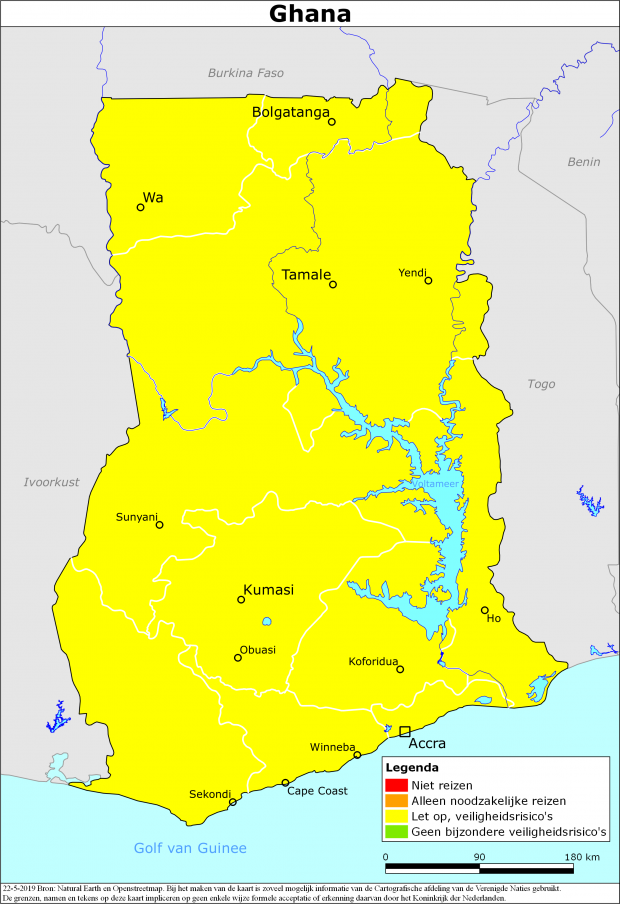 Ghana
Burkina Faso
Bolgatanga
Benin
Wa
Tamale
Yendi
Togo
Ivoorkust
Voltameer
Sunyani
Kumasi
Ho
Obuasi
Koforidua
Accra
Winneba
Cape Coast
Sekondi
Golf van Guinee
Legenda
Niet reizen
Alleen noodzakelijke reizen
Let op, veiligheidsrisico's
Geen bijzondere veiligheidsrisico's
0 90 180 km
22-5-2019 Bron: Natural Earth en Openstreetmap. Bij het maken van de kaart is zoveel mogelijk informatie van de Cartografische afdeling van de Verenigde Naties gebruikt.
De grenzen, namen en tekens op deze kaart impliceren op geen enkele wijze formele acceptatie of erkenning daarvan door het Koninkrijk der Nederlanden.